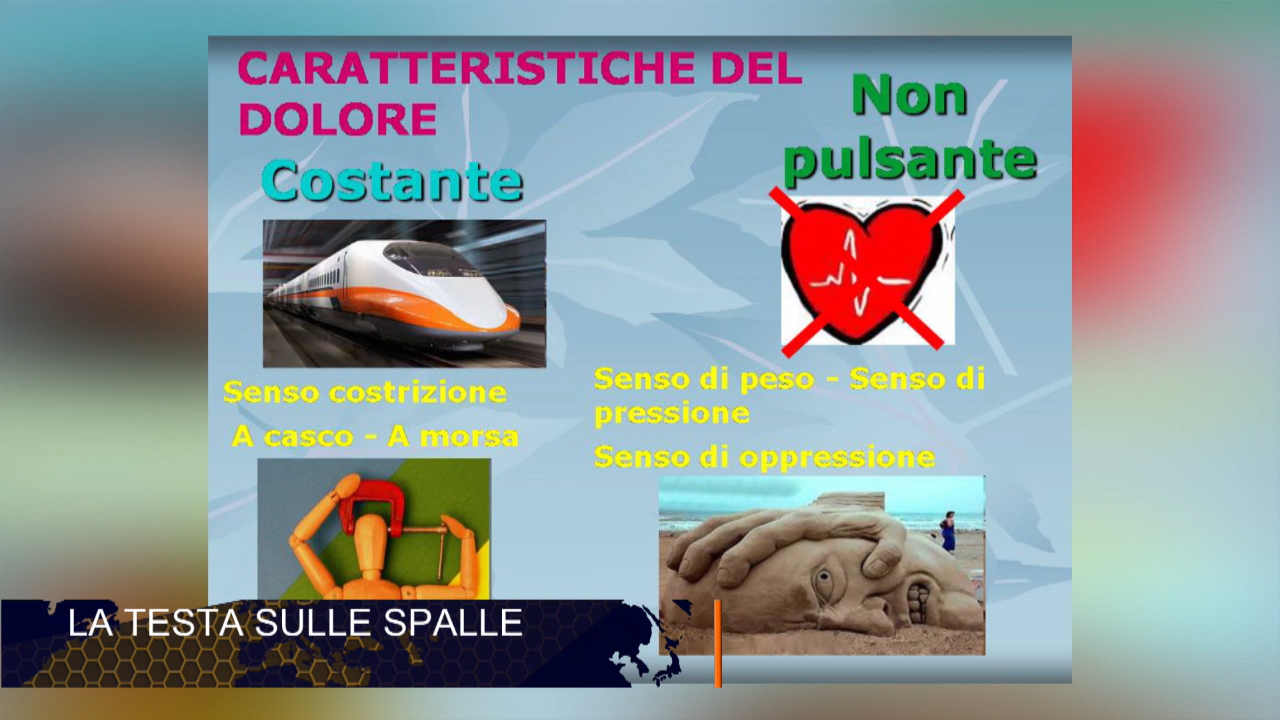 CARATTERISTICHE DEL
DOLORE
Costante
Non
pulsante
Senso costrizione
A casco - A morsa
Senso di peso - Senso di
pressione
Senso di oppressione
LA TESTA SULLE SPALLE